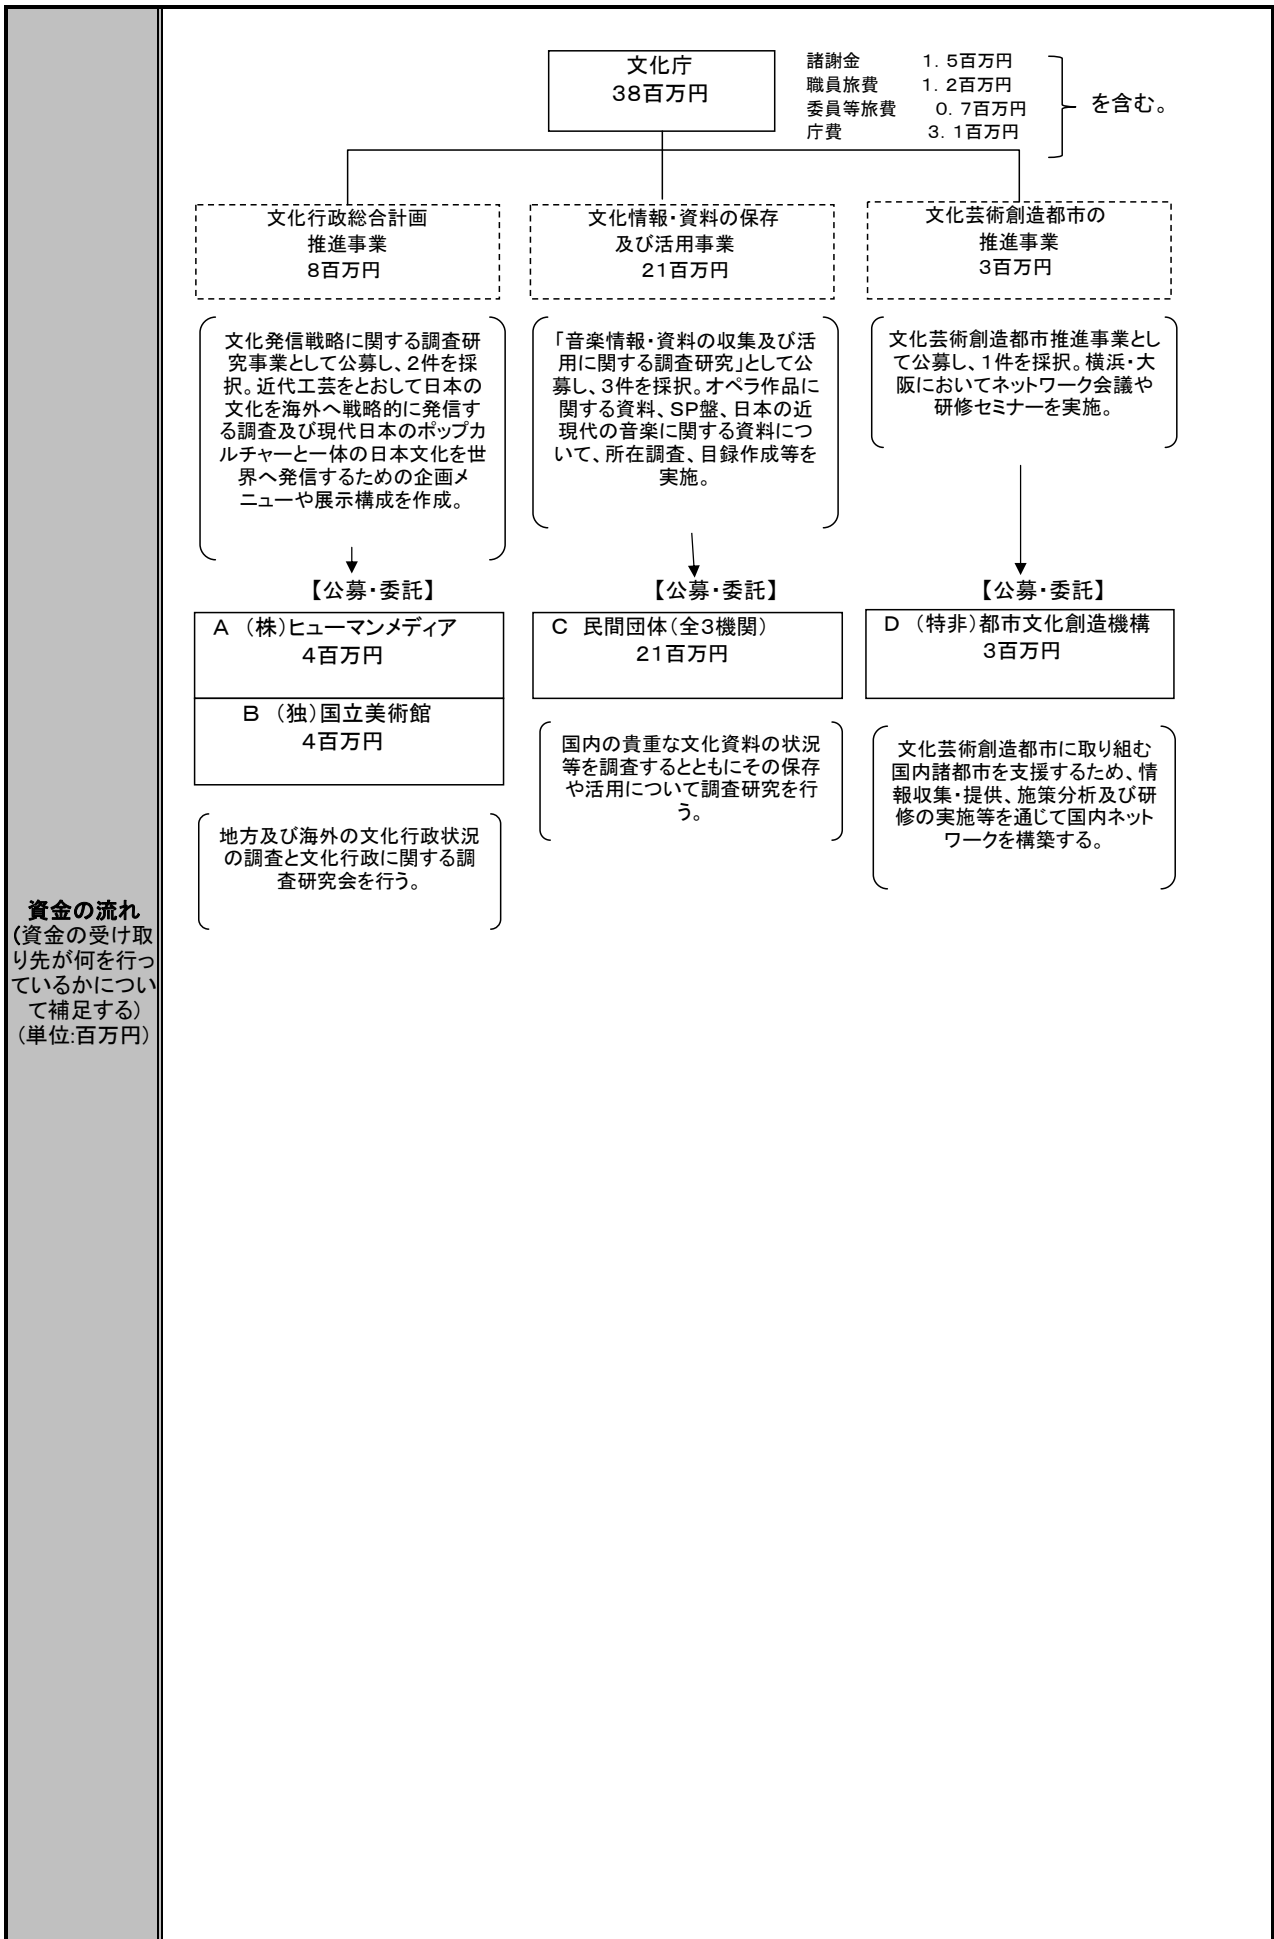 文化庁
38百万円
諸謝金 1．5百万円
職員旅費 1．2百万円
委員等旅費 0．7百万円
庁費 3．1百万円
を含む。
文化行政総合計画
推進事業
8百万円
文化情報・資料の保存
及び活用事業
21百万円
文化芸術創造都市の
推進事業
3百万円
文化発信戦略に関する調査研
究事業として公募し、2件を採
択。近代工芸をとおして日本の
文化を海外へ戦略的に発信す
る調査及び現代日本のポップカ
ルチャーと一体の日本文化を世
界へ発信するための企画メ
ニューや展示構成を作成。
「音楽情報・資料の収集及び活
用に関する調査研究」として公
募し、3件を採択。オペラ作品に
関する資料、SP盤、日本の近
現代の音楽に関する資料につ
いて、所在調査、目録作成等を
実施。
文化芸術創造都市推進事業とし
て公募し、1件を採択。横浜・大
阪においてネットワーク会議や
研修セミナーを実施。
【公募・委託】
【公募・委託】
【公募・委託】
A （株）ヒューマンメディア
4百万円
B （独）国立美術館
4百万円
C 民間団体（全3機関）
21百万円
D （特非）都市文化創造機構
3百万円
地方及び海外の文化行政状況
の調査と文化行政に関する調
査研究会を行う。
国内の貴重な文化資料の状況
等を調査するとともにその保存
や活用について調査研究を行
う。
文化芸術創造都市に取り組む
国内諸都市を支援するため、情
報収集・提供、施策分析及び研
修の実施等を通じて国内ネット
ワークを構築する。
資金の流れ
（資金の受け取
り先が何を行っ
ているかについ
て補足する）
（単位:百万円）